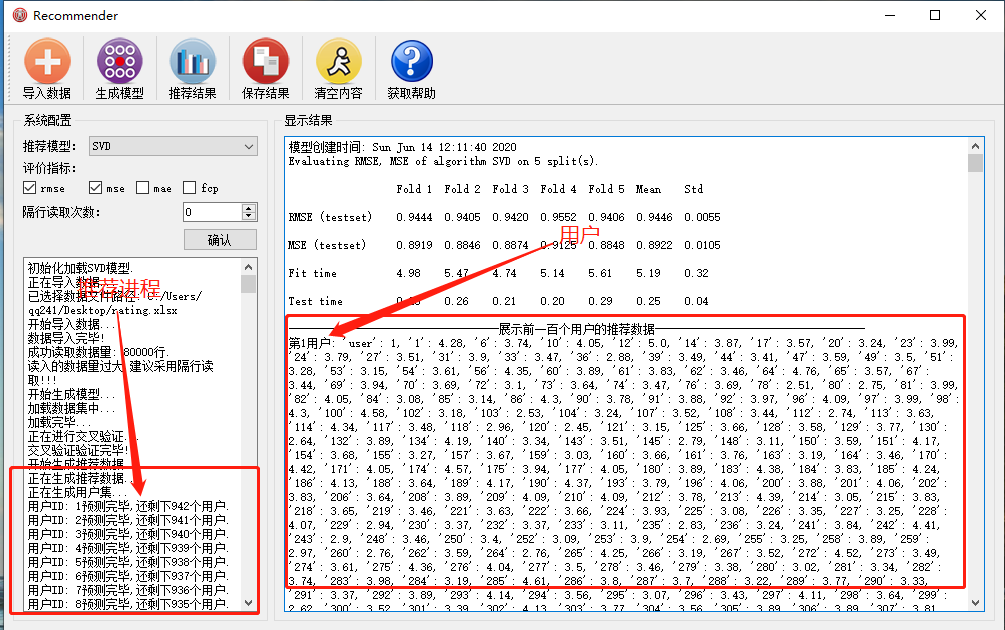 Recommender
导入数据
生成模型
推荐结果
保存结果
清空内容
获取帮助
系统配置
推荐模型:
SVD
评价指标:
rmse
mse
mae
fcp
隔行读取次数:
0
确认
初始化加载SVD模型.
正在导入数据
已选择数据文件路径: C:/Users/
qq241/Desktop/rating.xlsx
开始导入数据...
数据导入完毕!
成功读取数据量: 80000行.
读入的数据量过大,建议采用隔行读
取!!!
开始生成模型...
加载数据集中...
加载完毕...
正在进行交叉验证...
交叉验证验证完毕!
开始生成推荐数据
正在生成推荐数据...
正在生成用户集...
用户ID: 1预测完毕,还剩下942个用户.
用户ID: 2预测完毕,还剩下941个用户.
用户ID: 3预测完毕,还剩下940个用户.
用户ID: 4预测完毕,还剩下939个用户.
用户ID: 5预测完毕,还剩下938个用户.
用户ID: 6预测完毕,还剩下937个用户.
用户ID: 7预测完毕,还剩下936个用户.
用户ID: 8预测完毕,还剩下935个用户.
推荐进程
显示结果
模型创建时间: Sun Jun 14 12:11:40 2020
Evaluating RMSE, MSE of algorithm SVD on 5 split(s).
Fold 1 Fold 2 Fold 3 Fold 4 Fold 5 Mean Std
RMSE (testset) 0.9444 0.9405 0.9420 0.9552 0.9406 0.9446 0.0055
MSE (testset) 0.8919 0.8846 0.8874 0.9125 0.8848 0.8922 0.0105
Fit time 4.98 5.47 4.74 5.14 5.61 5.19 0.32
Test time 0.26 0.21 0.20 0.29 0.25 0.04
用户
展示前一百个用户的推荐数据
第1用户: 'user': 1, '1': 4.28, '6': 3.74, '10': 4.05, '12': 5.0, '14': 3.87, '17': 3.57, '20': 3.24, '23': 3.99,
'24': 3.79, '27': 3.51, '31': 3.9, '33': 3.47, '36': 2.88, '39': 3.49, '44': 3.41, '47': 3.59, '49': 3.5, '51':
3.28, '53': 3.15, '54': 3.61, '56': 4.35, '60': 3.89, '61': 3.83, '62': 3.46, '64': 4.76, '65': 3.57, '67':
3.44, '69': 3.94, '70': 3.69, '72': 3.1, '73': 3.64, '74': 3.47, '76': 3.69, '78': 2.51, '80': 2.75, '81': 3.99,
'82': 4.05, '84': 3.08, '85': 3.14, '86': 4.3, '90': 3.78, '91': 3.88, '92': 3.97, '96': 4.09, '97': 3.99, '98':
4.3, '100': 4.58, '102': 3.18, '103': 2.53, '104': 3.24, '107': 3.52, '108': 3.44, '112': 2.74, '113': 3.63,
'114': 4.34, '117': 3.48, '118': 2.96, '120': 2.45, '121': 3.15, '125': 3.66, '128': 3.58, '129': 3.77, '130':
2.64, '132': 3.89, '134': 4.19, '140': 3.34, '143': 3.51, '145': 2.79, '148': 3.11, '150': 3.59, '151': 4.17,
'154': 3.68, '155': 3.27, '157': 3.67, '159': 3.03, '160': 3.66, '161': 3.76, '163': 3.19, '164': 3.46, '170':
4.42, '171': 4.05, '174': 4.57, '175': 3.94, '177': 4.05, '180': 3.89, '183': 4.38, '184': 3.83, '185': 4.24,
'186': 4.13, '188': 3.64, '189': 4.17, '190': 4.37, '193': 3.79, '196': 4.06, '200': 3.88, '201': 4.06, '202':
3.83, '206': 3.64, '208': 3.89, '209': 4.09, '210': 4.09, '212': 3.78, '213': 4.39, '214': 3.05, '215': 3.83,
'218': 3.65, '219': 3.46, '221': 3.63, '222': 3.66, '224': 3.93, '225': 3.08, '226': 3.35, '227': 3.25, '228':
4.07, '229': 2.94, '230': 3.37, '232': 3.37, '233': 3.11, '235': 2.83, '236': 3.24, '241': 3.84, '242': 4.41,
'243': 2.9, '248': 3.46, '250': 3.4, '252': 3.09, '253': 3.9, '254': 2.69, '255': 3.25, '258': 3.89, '259':
2.97, '260': 2.76, '262': 3.59, '264': 2.76, '265': 4.25, '266': 3.19, '267': 3.52, '272': 4.52, '273': 3.49,
'274': 3.61, '275': 4.36, '276': 4.04, '277': 3.5, '278': 3.46, '279': 3.38, '280': 3.02, '281': 3.34, '282':
3.74, '283': 3.98, '284': 3.19, '285': 4.61, '286': 3.8, '287': 3.7, '288': 3.22, '289': 3.77, '290': 3.33,
'291': 3.37, '292': 3.89, '293': 4.14, '294': 3.56, '295': 3.07, '296': 3.43, '297': 4.11, '298': 3.64, '299':
2.62, '300': 3.52, '301': 3.39, '302': 4.13, '303': 3.77, '304': 3.56, '305': 3.89, '306': 3.89, '307': 3.81